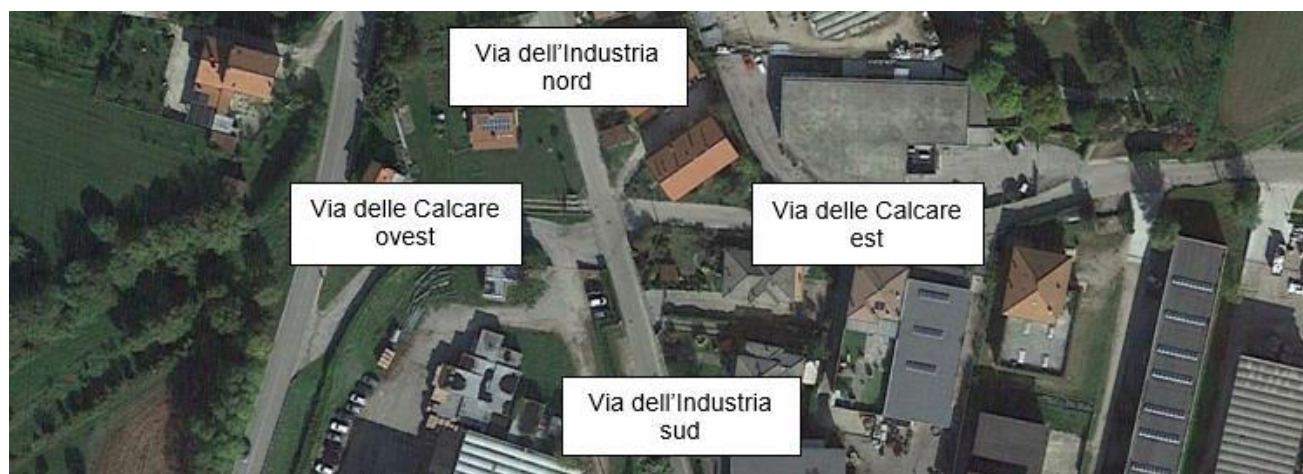 Via dell'Industria
nord
Via delle Calcare
ovest
Via delle Calcare
est
Via dell'Industria
sud